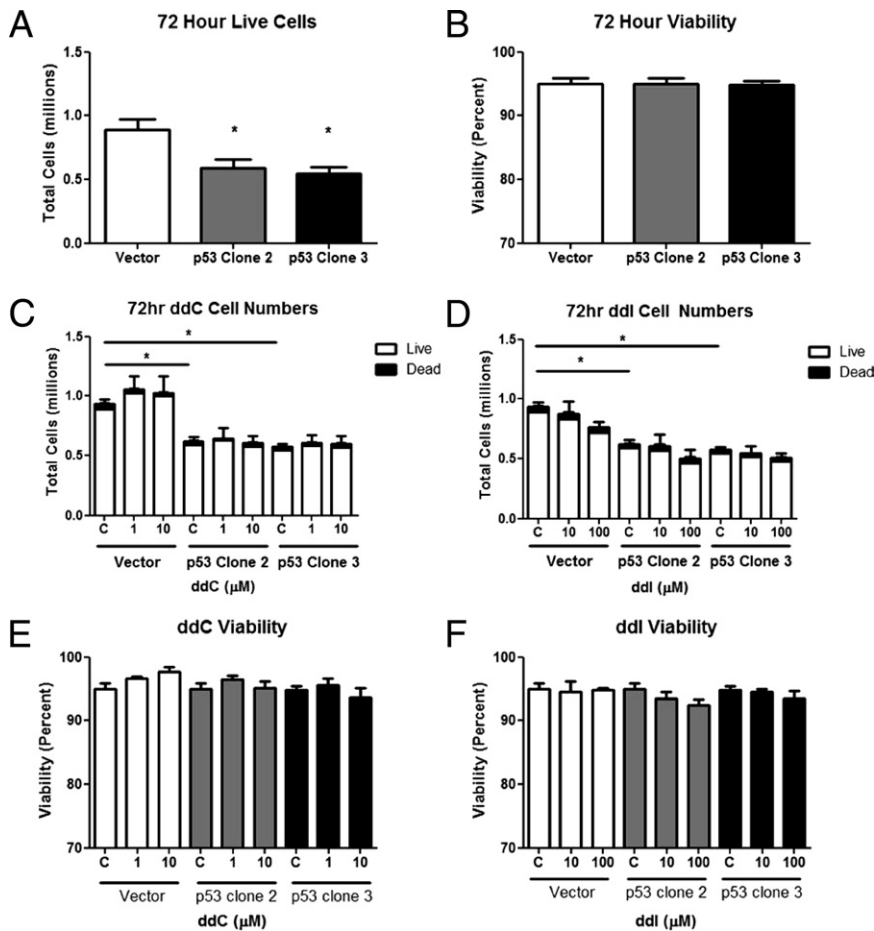 A
72 Hour Live Cells
Total Cells (millions)
1.5
1.0
0.5
0.0
*
*
Vector p53 Clone 2 p53 Clone 3
B
72 Hour Viability
Viability (Percent)
100
90
80
70
Vector p53 Clone 2 p53 Clone 3
C
72hr ddC Cell Numbers
Total Cells (millions)
1.5
1.0
0.5
0.0
*
*
Live
Dead
C 1 10 C 1 10 C 1 10
Vector p53 Clone 2 p53 Clone 3
ddC (µM)
D
72hr ddI Cell Numbers
Total Cells (millions)
1.5
1.0
0.5
0.0
*
*
Live
Dead
C 10 100 C 10 100 C 10 100
Vector p53 Clone 2 p53 Clone 3
ddI (µM)
E
ddC Viability
Viability (Percent)
100
90
80
70
C 1 10 C 1 10 C 1 10
Vector p53 clone 2 p53 clone 3
ddC (µM)
F
ddI Viability
Viability (Percent)
100
90
80
70
C 10 100 C 10 100 C 10 100
Vector p53 clone 2 p53 clone 3
ddI (µM)